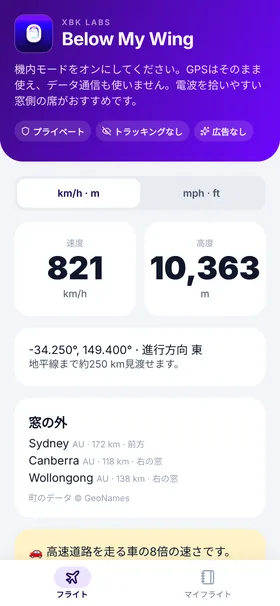 XBK LABS
Below My Wing
機内モードをオンにしてください。GPSはそのまま
使え、データ通信も使いません。電波を拾いやすい
窓側の席がおすすめです。
プライベート トラッキングなし 広告なし
km/h · m mph · ft
速度 高度
821 10,363
km/h m
-34.250°, 149.400° · 進行方向 東
地平線まで約250 km見渡せます。
窓の外
Sydney AU · 172 km · 前方
Canberra AU · 118 km · 右の窓
Wollongong AU · 138 km · 右の窓
町のデータ © GeoNames
🚗 高速道路を走る車の8倍の速さです。
フライト マイフライト